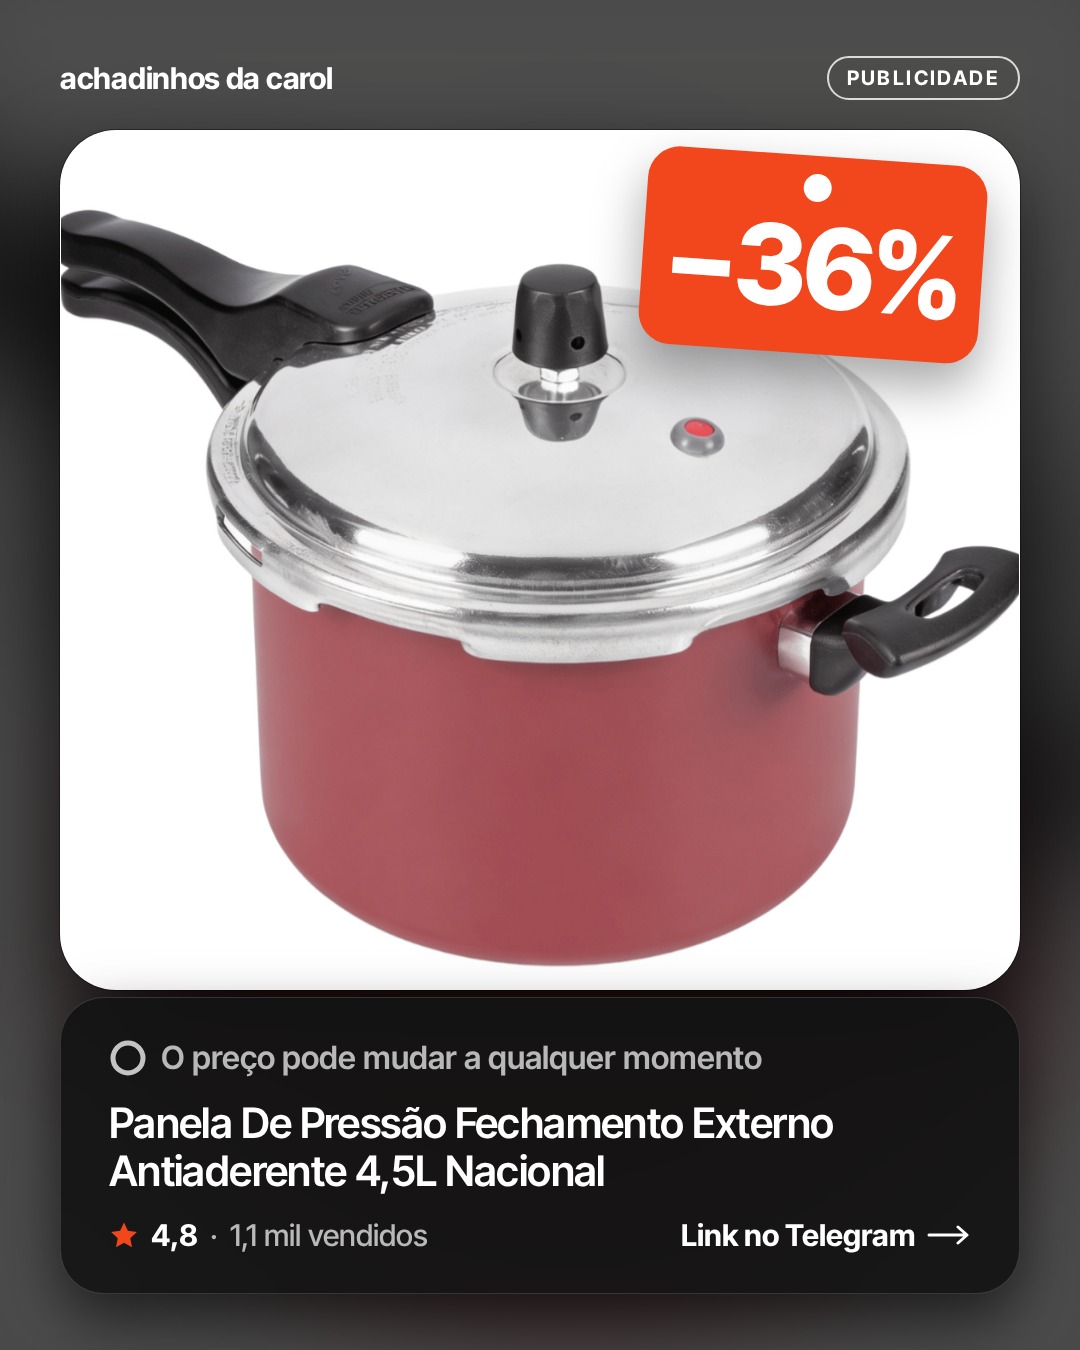 achadinhos da carol
PUBLICIDADE
-36%
O preço pode mudar a qualquer momento
Panela De Pressão Fechamento Externo
Antiaderente 4,5L Nacional
4,8 · 1,1 mil vendidos
Link no Telegram →